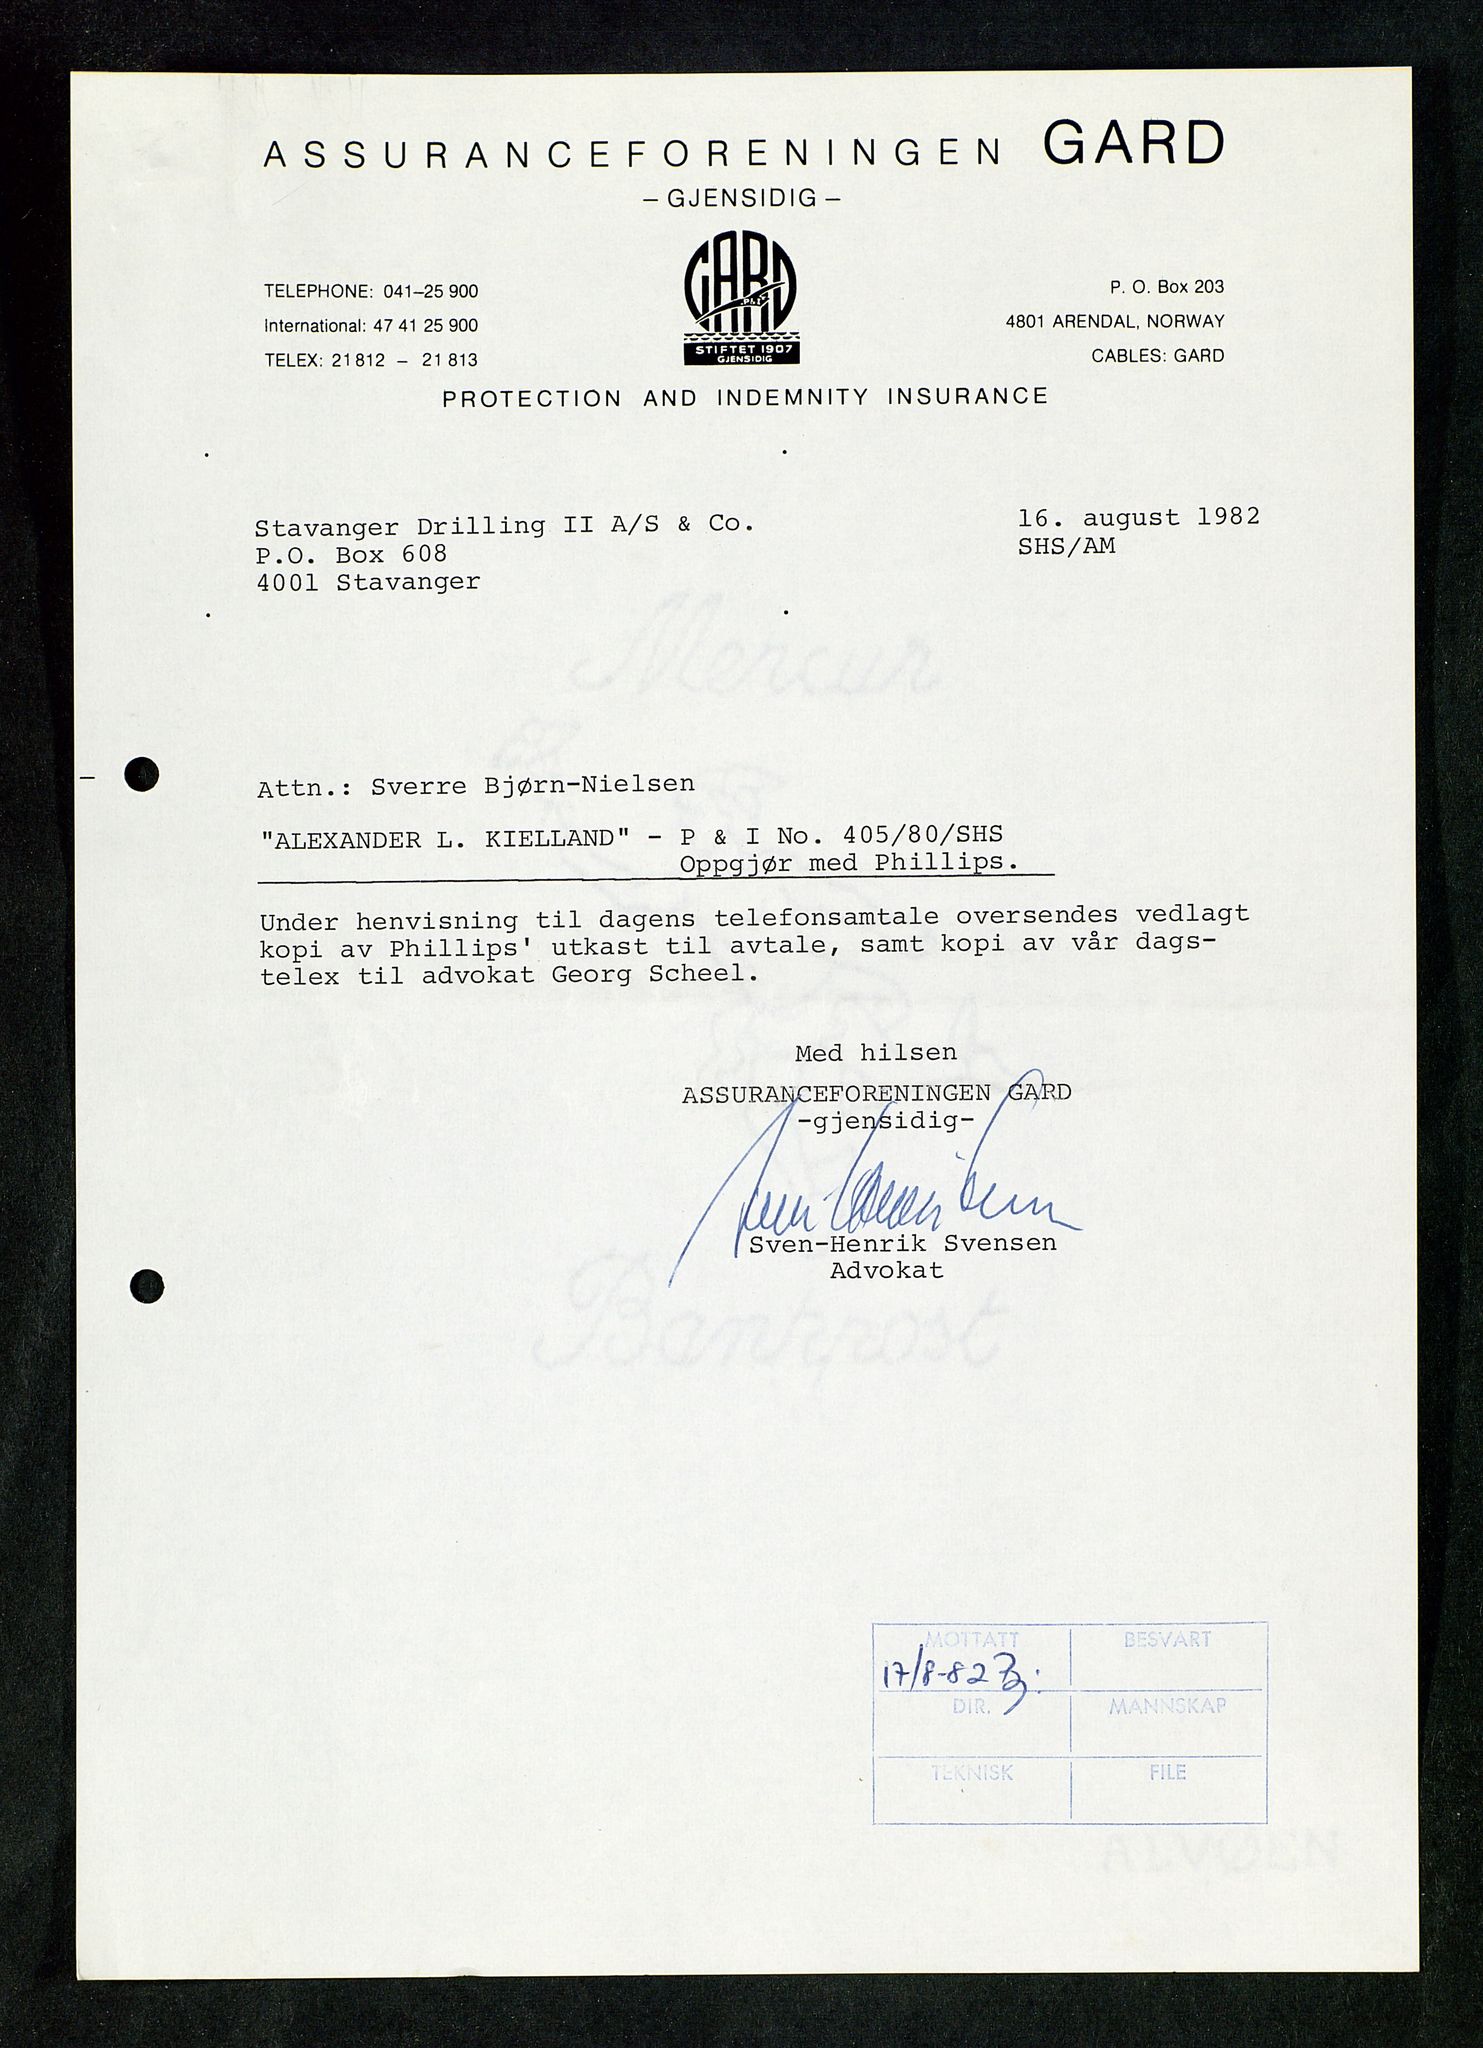 ASSURANCEFORENINGEN GARD
– GJENSIDIG –
GARD
P&I
STIFTET 1907
GJENSIDIG
TELEPHONE: 041–25 900
International: 47 41 25 900
TELEX: 21 812 – 21 813
P. O. Box 203
4801 ARENDAL, NORWAY
CABLES: GARD
PROTECTION AND INDEMNITY INSURANCE
Stavanger Drilling II A/S & Co.
P.O. Box 608
4001 Stavanger
16. august 1982
SHS/AM
Mercur
Attn.: Sverre Bjørn-Nielsen
"ALEXANDER L. KIELLAND" - P & I No. 405/80/SHS
Oppgjør med Phillips.
Under henvisning til dagens telefonsamtale oversendes vedlagt
kopi av Phillips' utkast til avtale, samt kopi av vår dags-
telex til advokat Georg Scheel.
Med hilsen
ASSURANCEFORENINGEN GARD
-gjensidig-
Sven-Henrik Svensen
Advokat
Bankpost
MOTTATT
17/8-82
BESVART
DIR.
MANNSKAP
TEKNISK
FILE